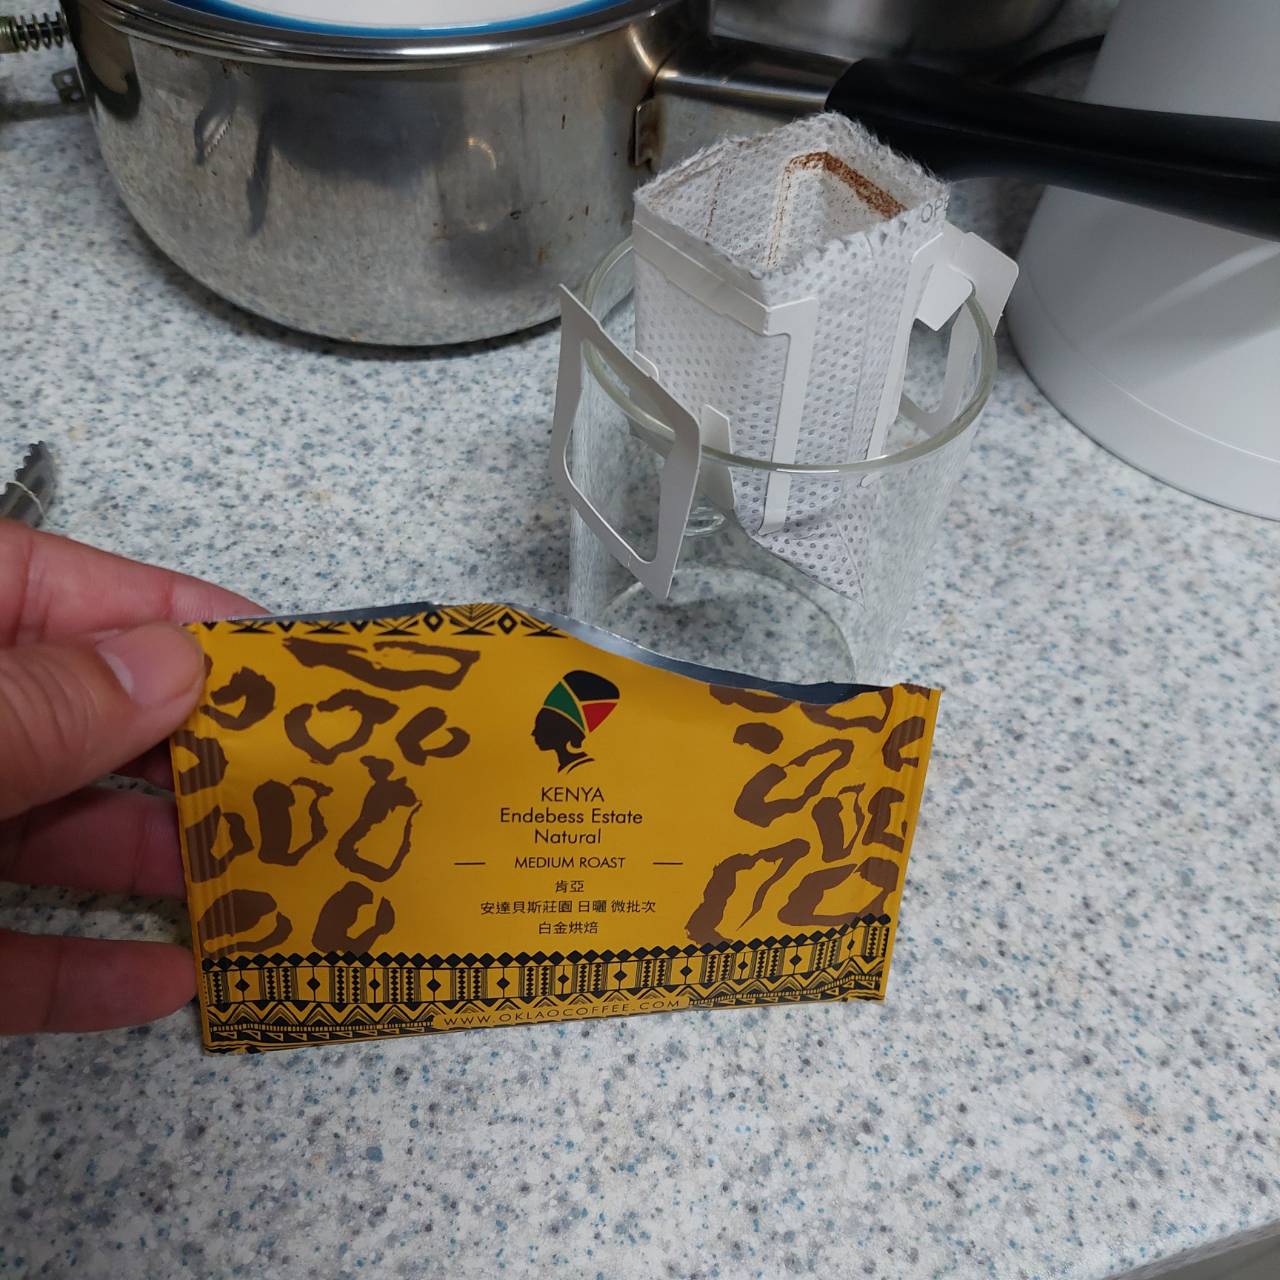 OPE
KENYA
Endebess Estate
Natural
MEDIUM ROAST
肯亞
安達貝斯莊園 日曬 微批次
白金烘焙
WWW.OKLAOCOFFEE.COM